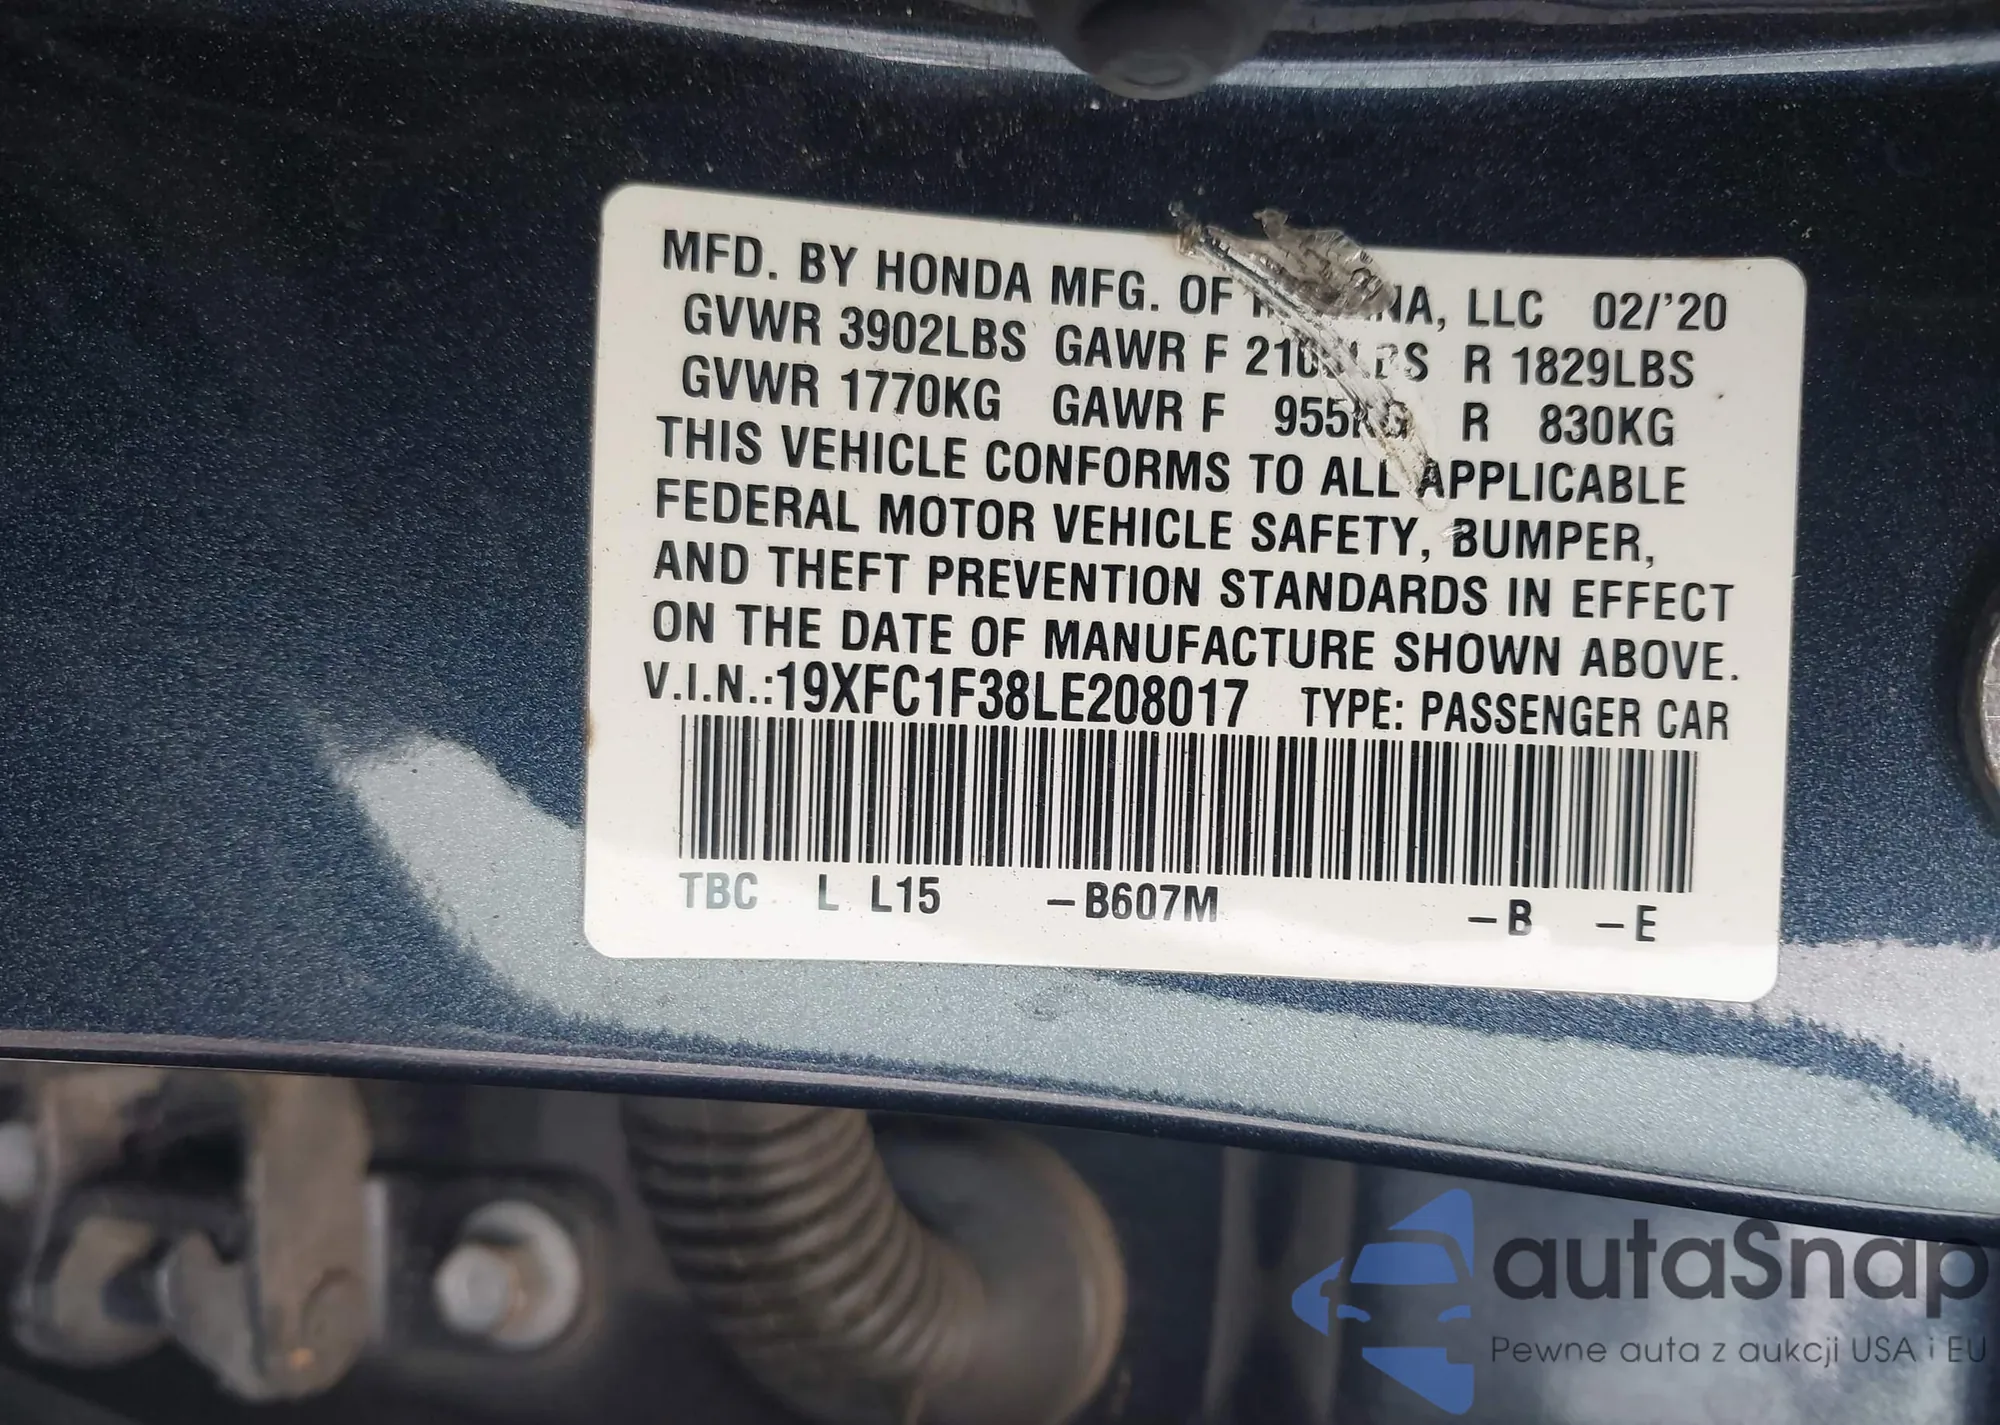 MFD. BY HONDA MFG. OF LLC 02/'20
GVWR 3902LBS GAWR F R 1829LBS
GVWR 1770KG GAWR F 955KG R 830KG
THIS VEHICLE CONFORMS TO ALL APPLICABLE
FEDERAL MOTOR VEHICLE SAFETY, BUMPER,
AND THEFT PREVENTION STANDARDS IN EFFECT
ON THE DATE OF MANUFACTURE SHOWN ABOVE.
V.I.N.:19XFC1F38LE208017 TYPE: PASSENGER CAR
TBC L L15 -B607M -B -E
autaSnap
Pewne auta z aukcji USA i EU